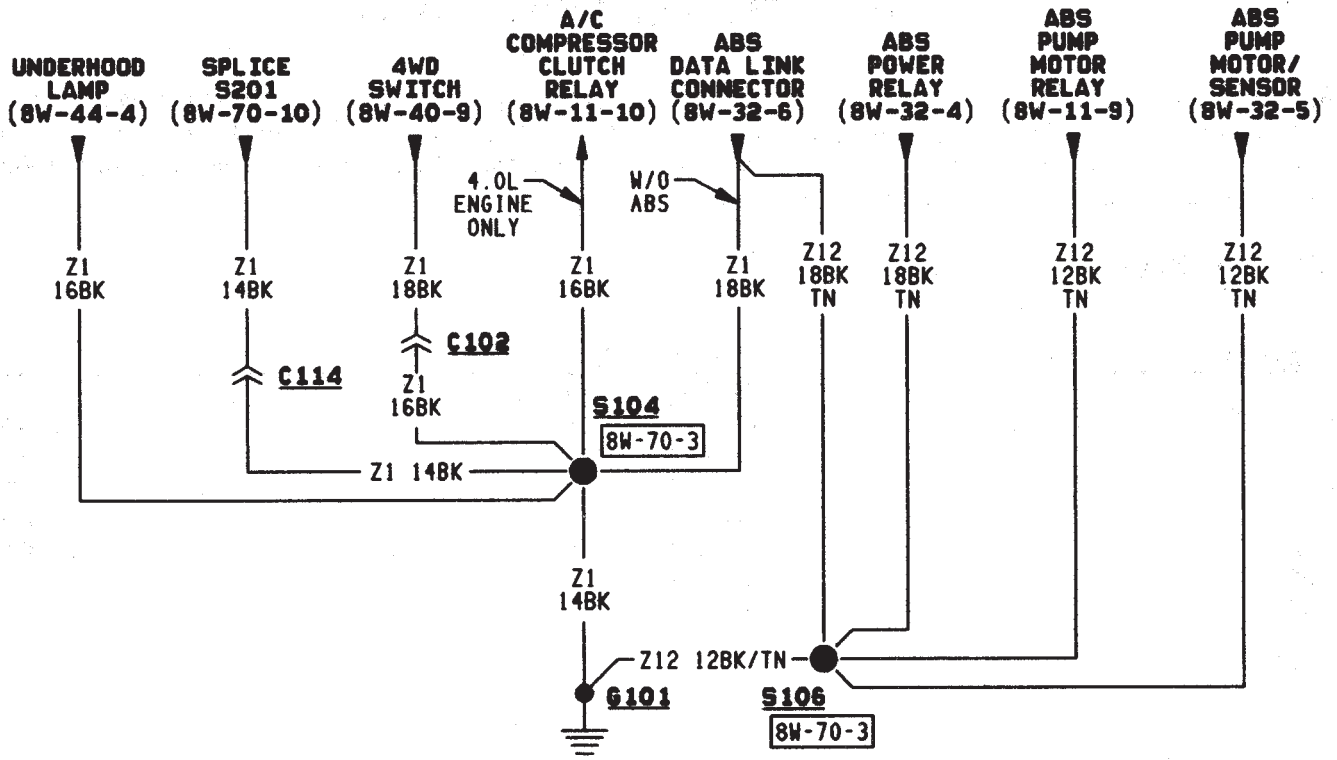 UNDERHOOD
LAMP
(8W-44-4)
SPLICE
S201
(8W-70-10)
4WD
SWITCH
(8W-40-9)
A/C
COMPRESSOR
CLUTCH
RELAY
(8W-11-10)
ABS
DATA LINK
CONNECTOR
(8W-32-6)
ABS
POWER
RELAY
(8W-32-4)
ABS
PUMP
MOTOR
RELAY
(8W-11-9)
ABS
PUMP
MOTOR/
SENSOR
(8W-32-5)
4.0L
ENGINE
ONLY
W/O
ABS
Z1
16BK
Z1
14BK
Z1
18BK
Z1
16BK
Z1
18BK
Z12
18BK
TN
Z12
18BK
TN
Z12
12BK
TN
Z12
12BK
TN
C102
C114
Z1
16BK
S104
8W-70-3
Z1 14BK
Z1
14BK
Z12 12BK/TN
G101
S106
8W-70-3